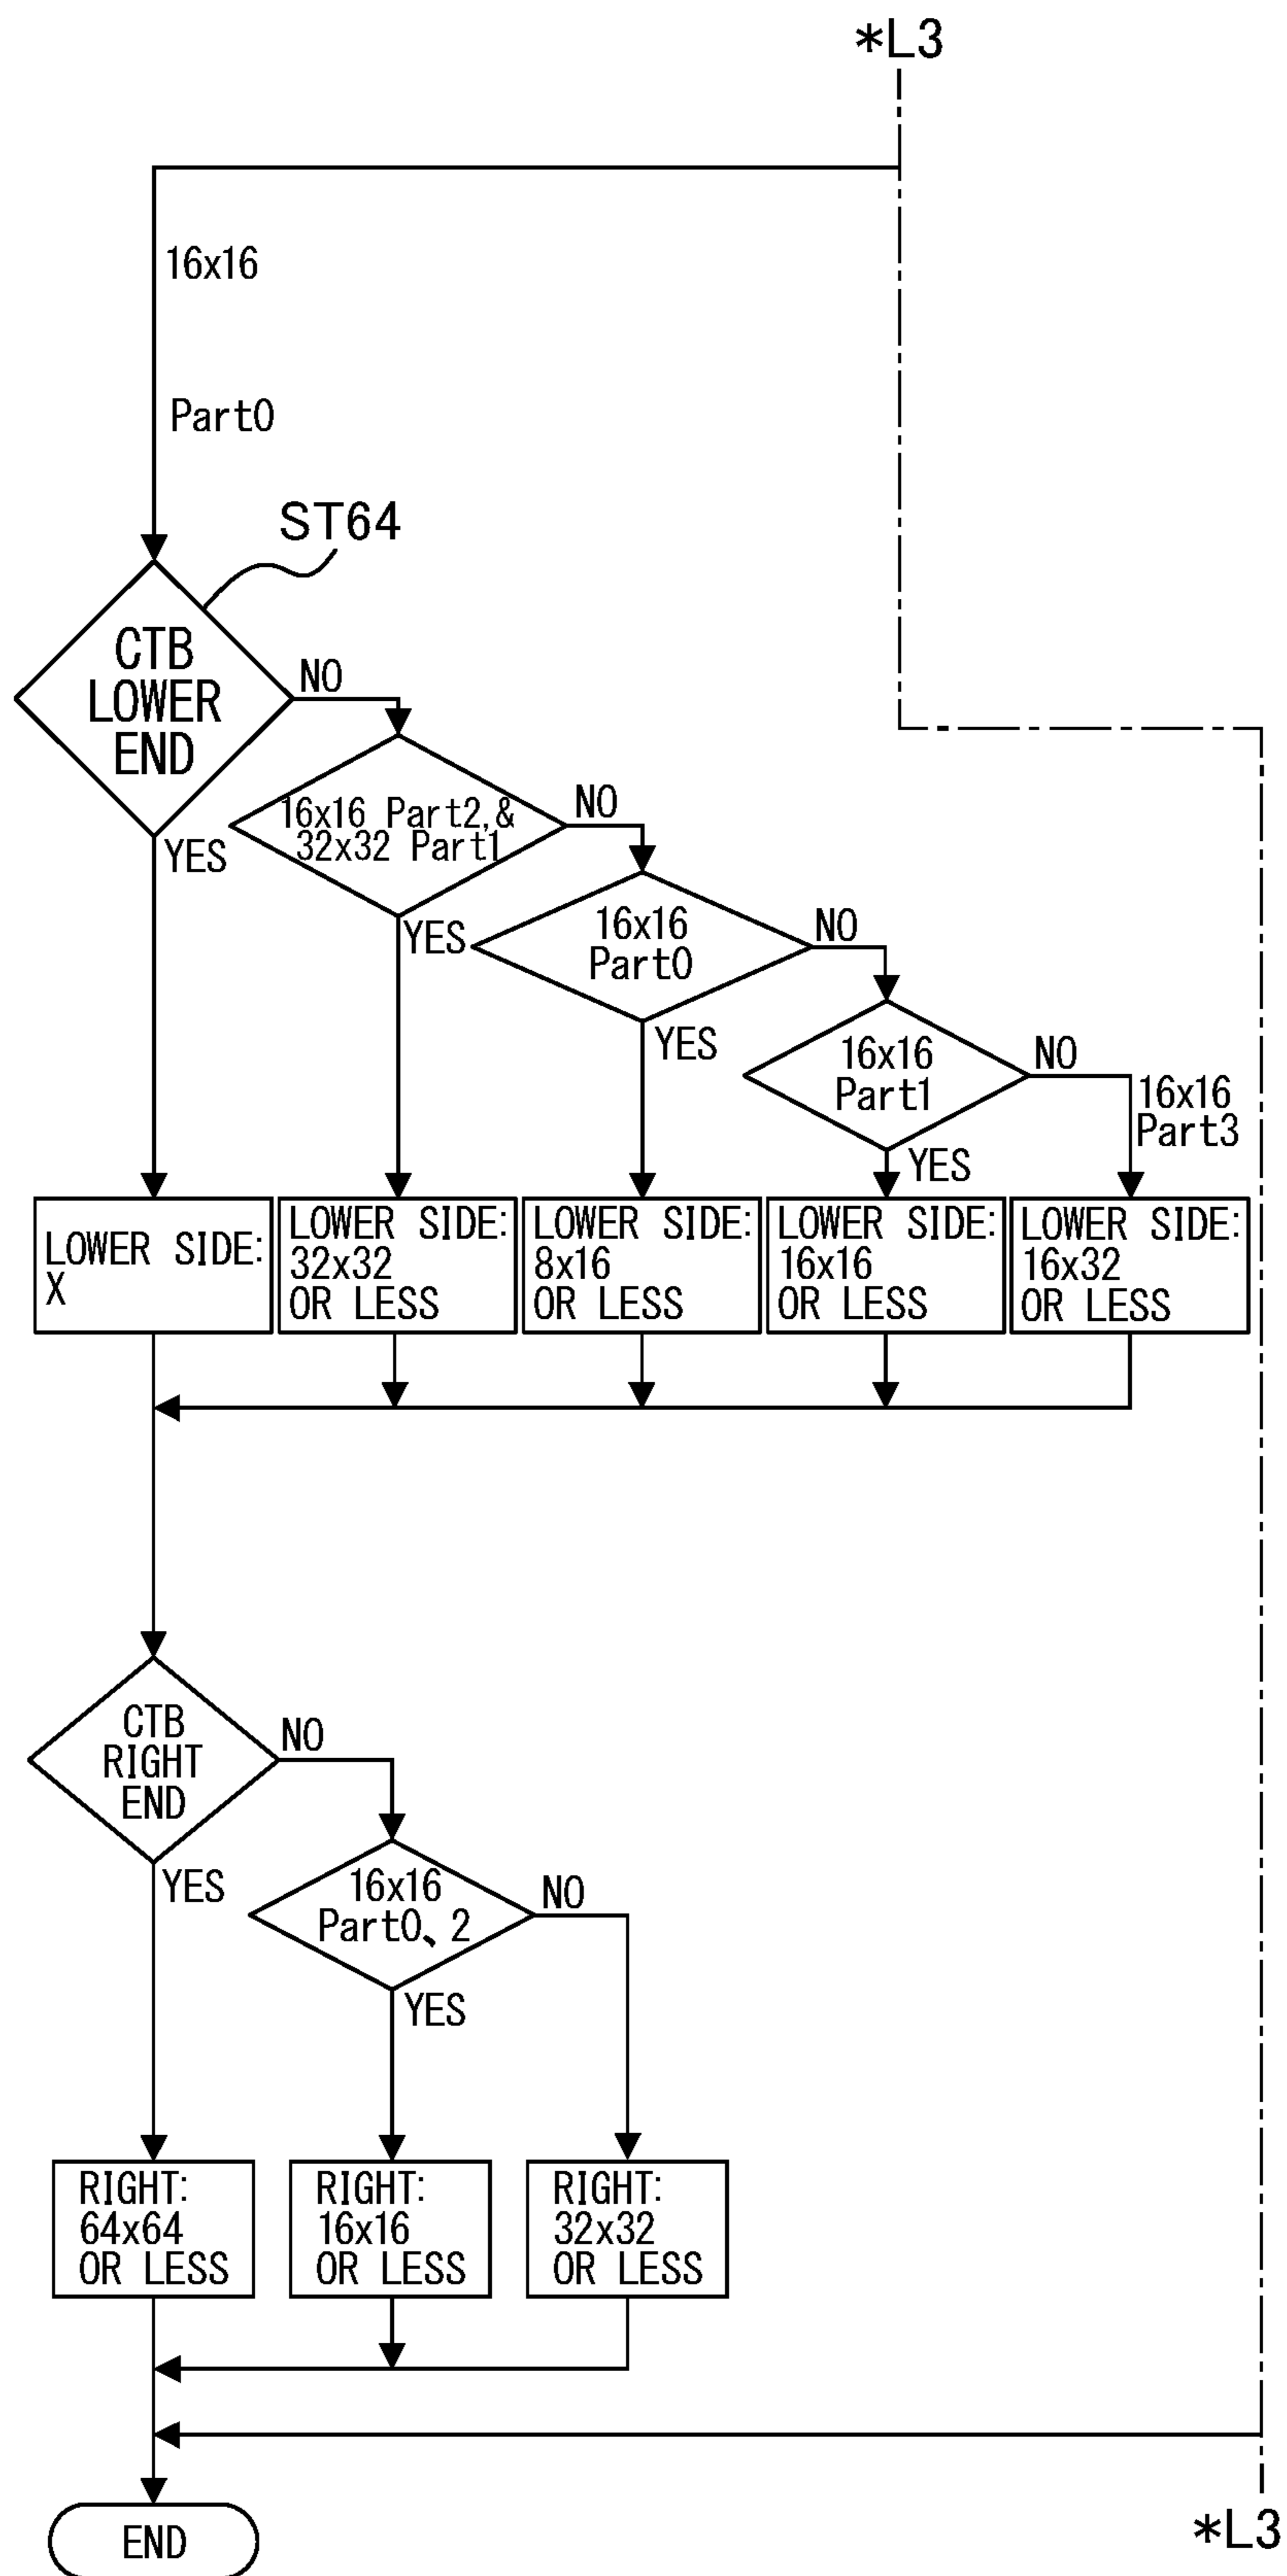 *L3
16x16
Part0
ST64
CTB
LOWER
END
NO
YES
16x16 Part2,&
32x32 Part1
NO
YES
16x16
Part0
NO
YES
16x16
Part1
NO
YES
16x16
Part3
LOWER SIDE:
X
LOWER SIDE:
32x32
OR LESS
LOWER SIDE:
8x16
OR LESS
LOWER SIDE:
16x16
OR LESS
LOWER SIDE:
16x32
OR LESS
CTB
RIGHT
END
NO
YES
16x16
Part0、2
NO
YES
RIGHT:
64x64
OR LESS
RIGHT:
16x16
OR LESS
RIGHT:
32x32
OR LESS
END
*L3